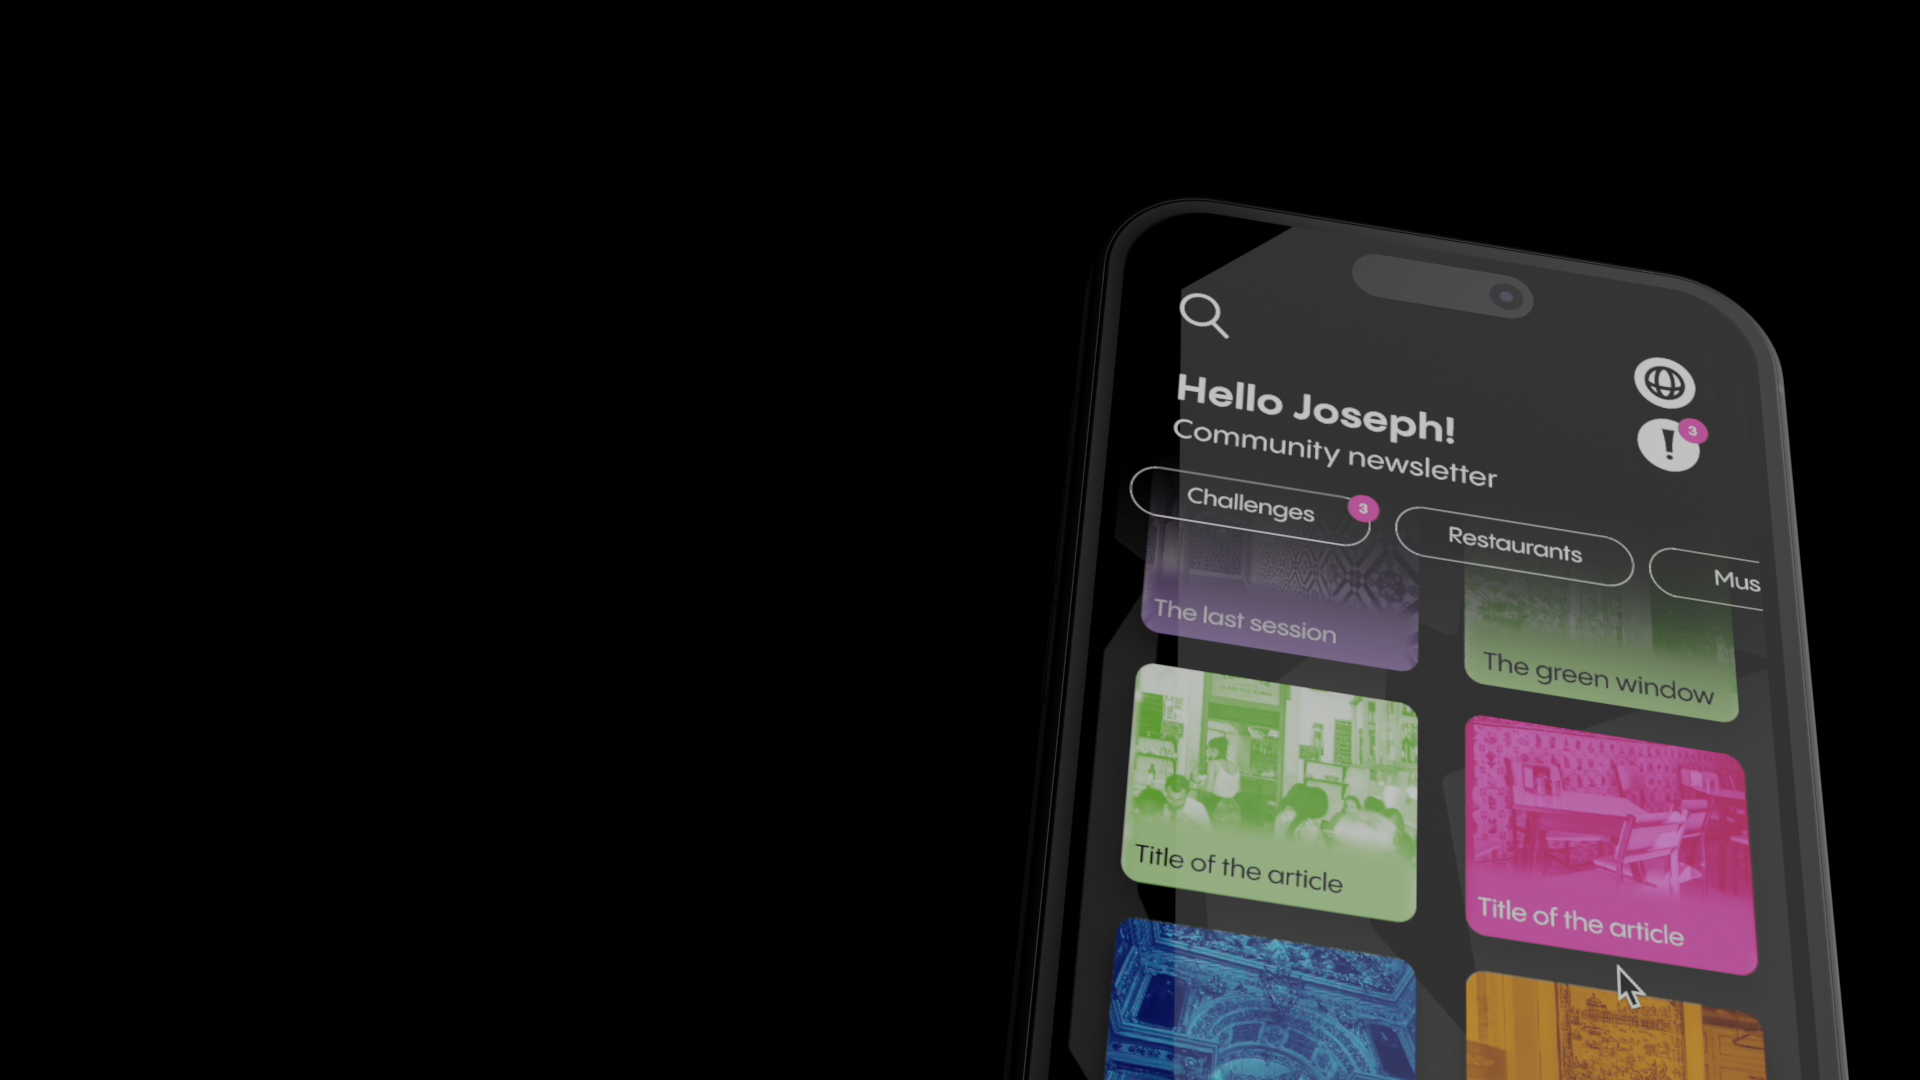 Hello Joseph!
3
Community newsletter
Challenges
3
Restaurants
Mus
The last session
The green window
Title of the article
Title of the article